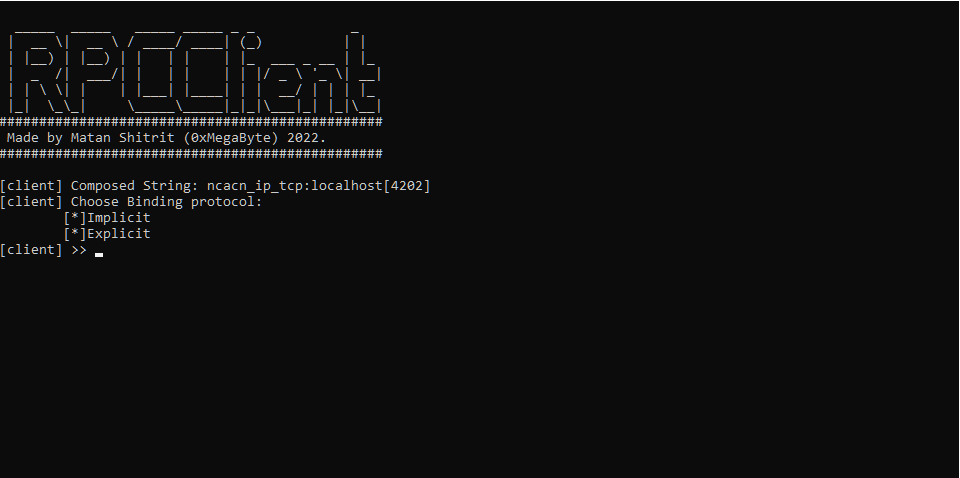 RPCClient
##################################################
Made by Matan Shitrit (0xMegaByte) 2022.
##################################################
[client] Composed String: ncacn_ip_tcp:localhost[4202]
[client] Choose Binding protocol:
[*]Implicit
[*]Explicit
[client] >>